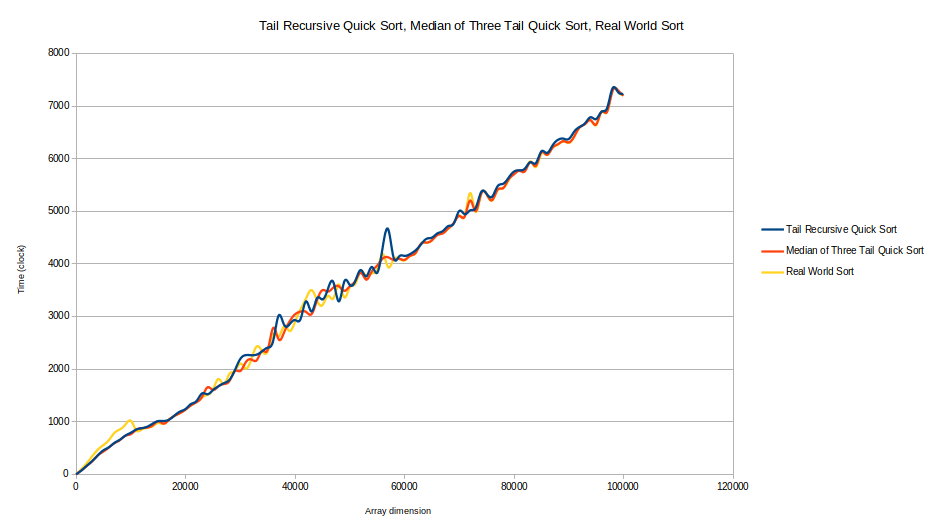 Tail Recursive Quick Sort, Median of Three Tail Quick Sort, Real World Sort
8000
7000
6000
5000
4000
3000
2000
1000
0
Time (clock)
0 20000 40000 60000 80000 100000 120000
Array dimension
Tail Recursive Quick Sort
Median of Three Tail Quick Sort
Real World Sort